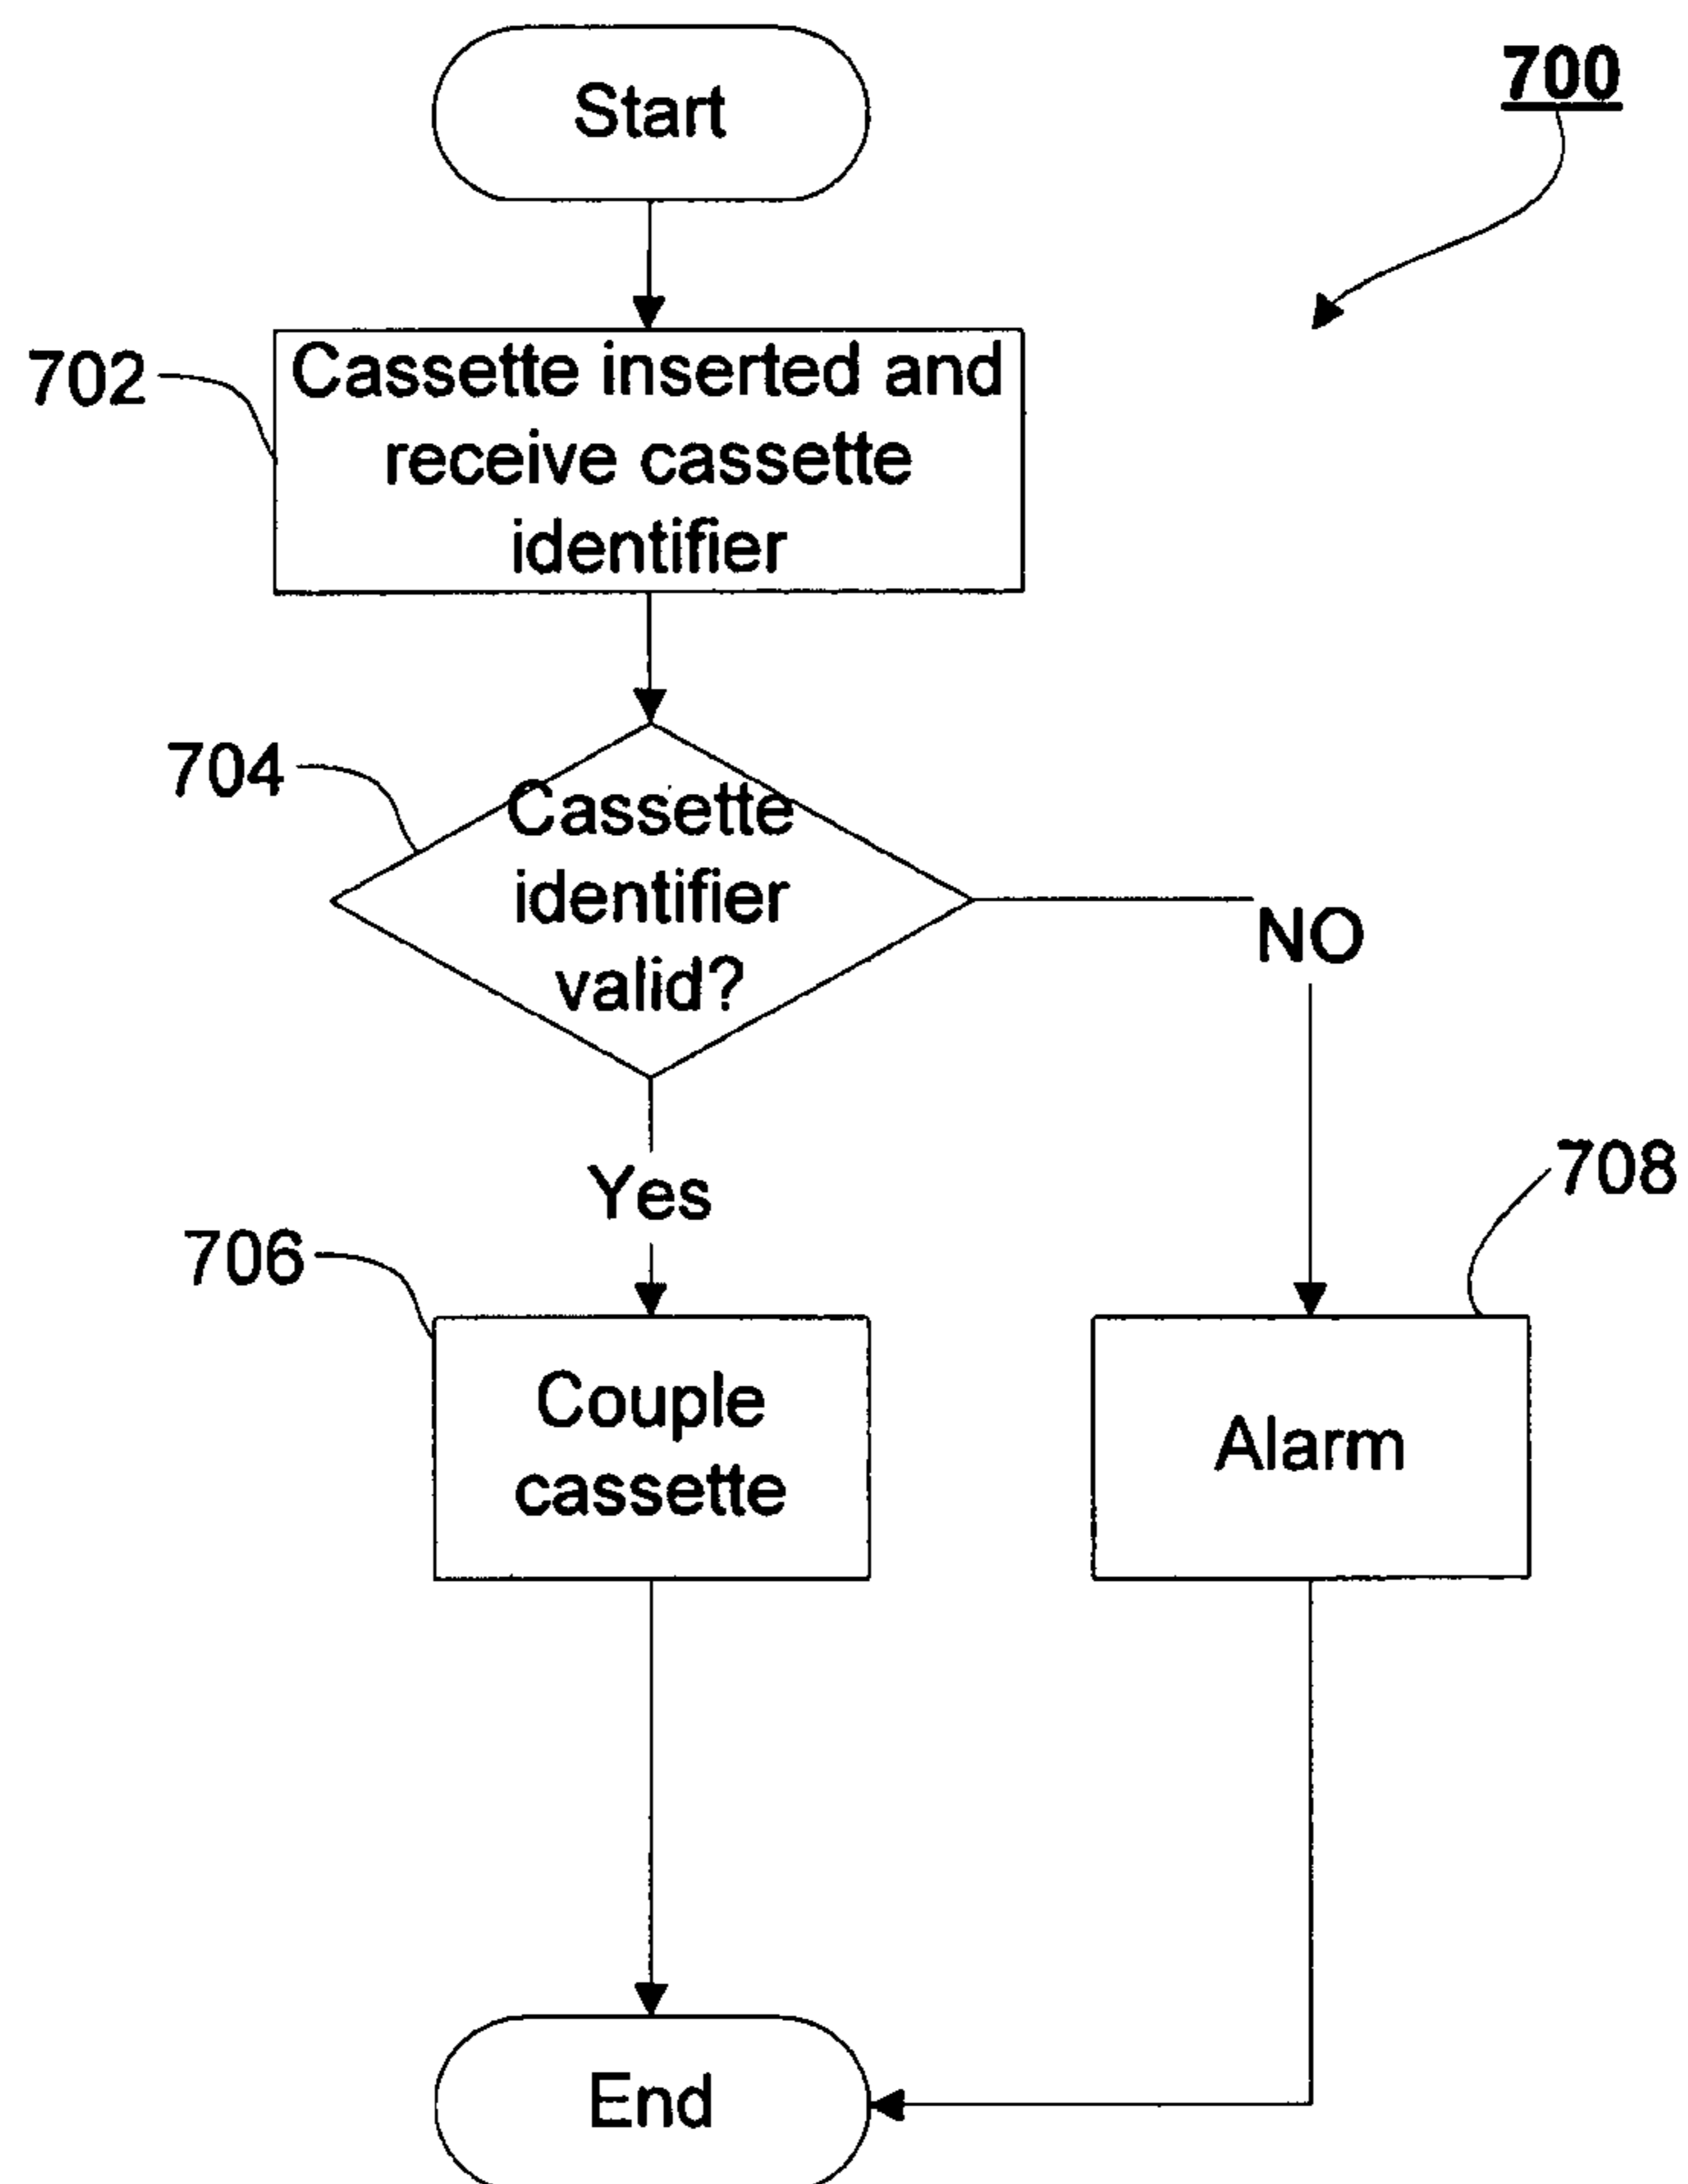 Start
700
702
Cassette inserted and
receive cassette
identifier
704
Cassette
identifier
valid?
NO
Yes
706
708
Couple
cassette
Alarm
End